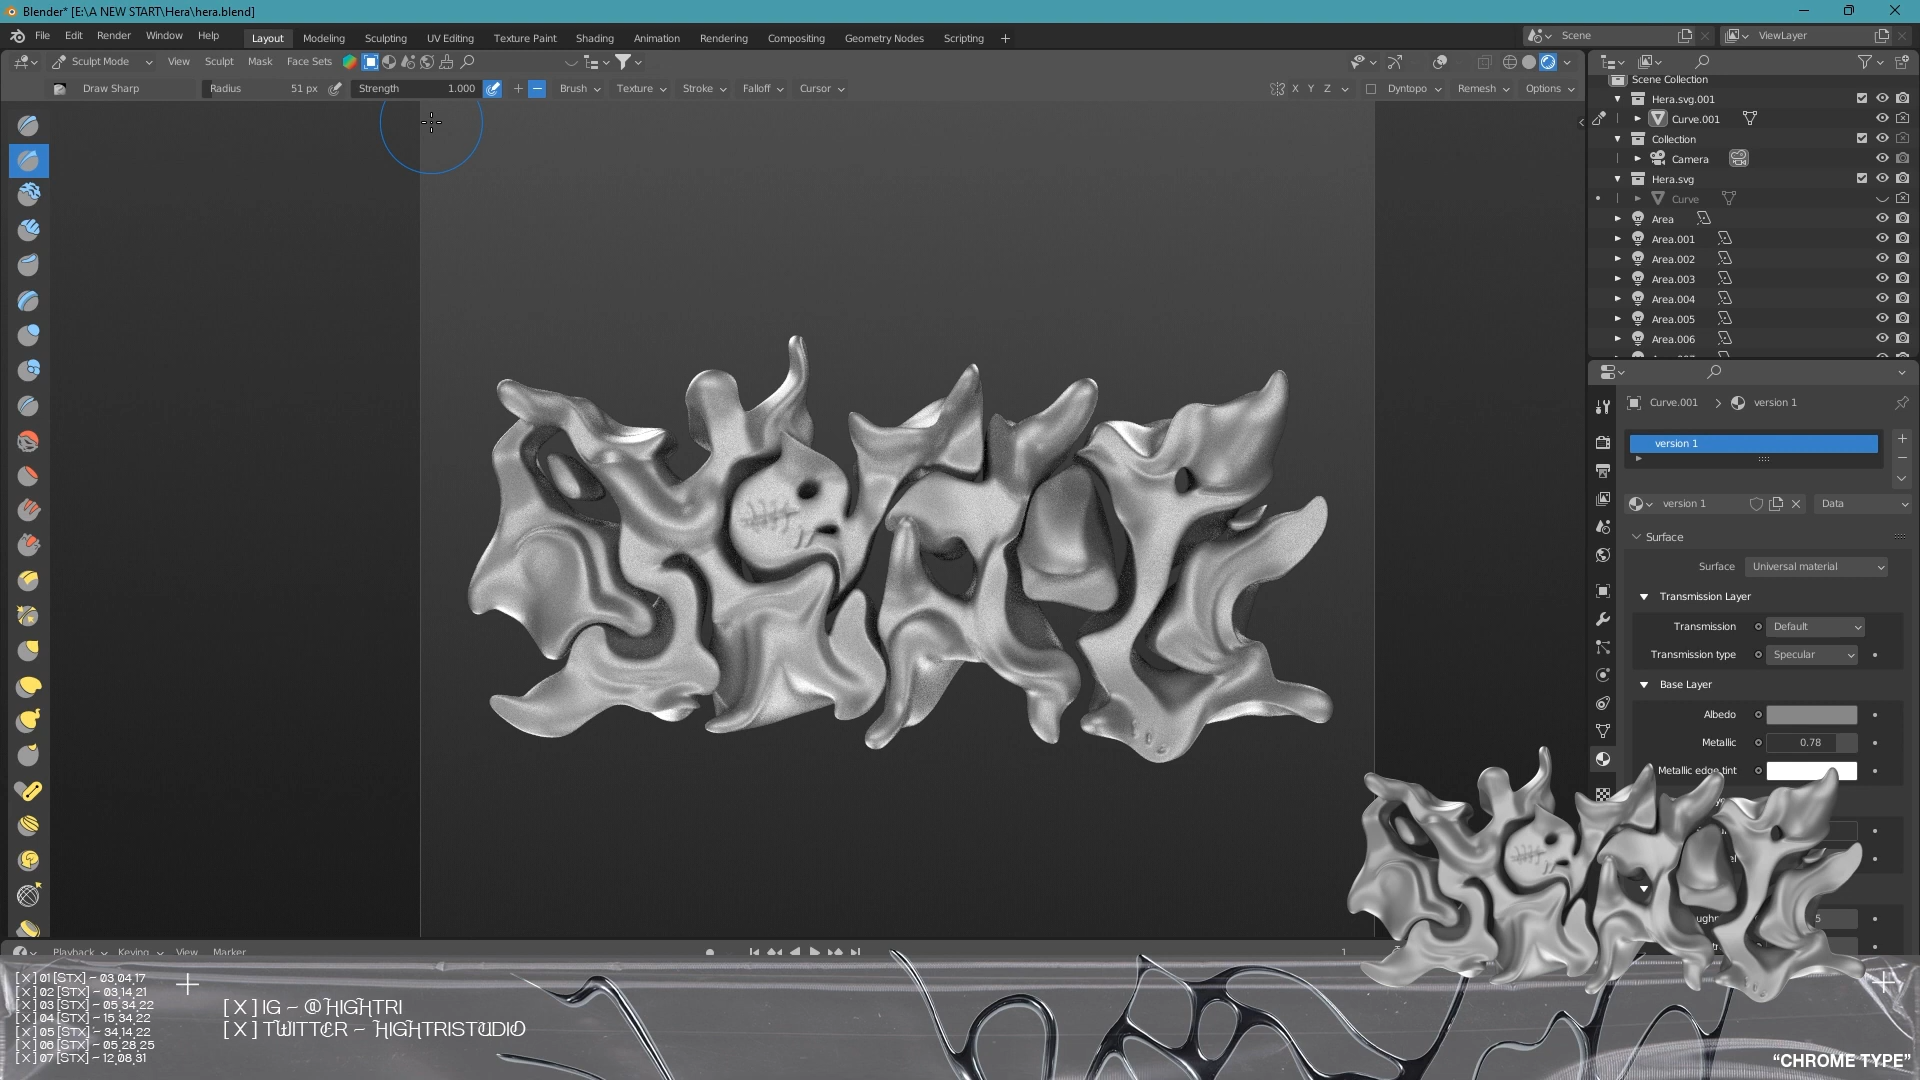 Blender* [E:\A NEW START\Hera\hera.blend]
File Edit Render Window Help Layout Modeling Sculpting UV Editing Texture Paint Shading Animation Rendering Compositing Geometry Nodes Scripting + Scene ViewLayer
Sculpt Mode View Sculpt Mask Face Sets
Draw Sharp Radius 51 px Strength 1.000 Brush Texture Stroke Falloff Cursor X Y Z Dyntopo Remesh Options
Scene Collection
Hera.svg.001
Curve.001
Collection
Camera
Hera.svg
Curve
Area
Area.001
Area.002
Area.003
Area.004
Area.005
Area.006
Curve.001 > version 1
version 1
version 1 Data
Surface
Surface Universal material
Transmission Layer
Transmission Default
Transmission type Specular
Base Layer
Albedo
Metallic 0.78
Metallic edge tint
Playback Keying View Marker 1
[X] 01 [STX] – 03.04.17
[X] 02 [STX] – 03.14.21
[X] 03 [STX] – 05.34.22
[X] 04 [STX] – 15.34.22
[X] 05 [STX] – 34.14.22
[X] 06 [STX] – 05.28.25
[X] 07 [STX] – 12.08.31
[X] IG – @HIGHTRI
[X] TWITTER – HIGHTRISTUDIO
“CHROME TYPE”